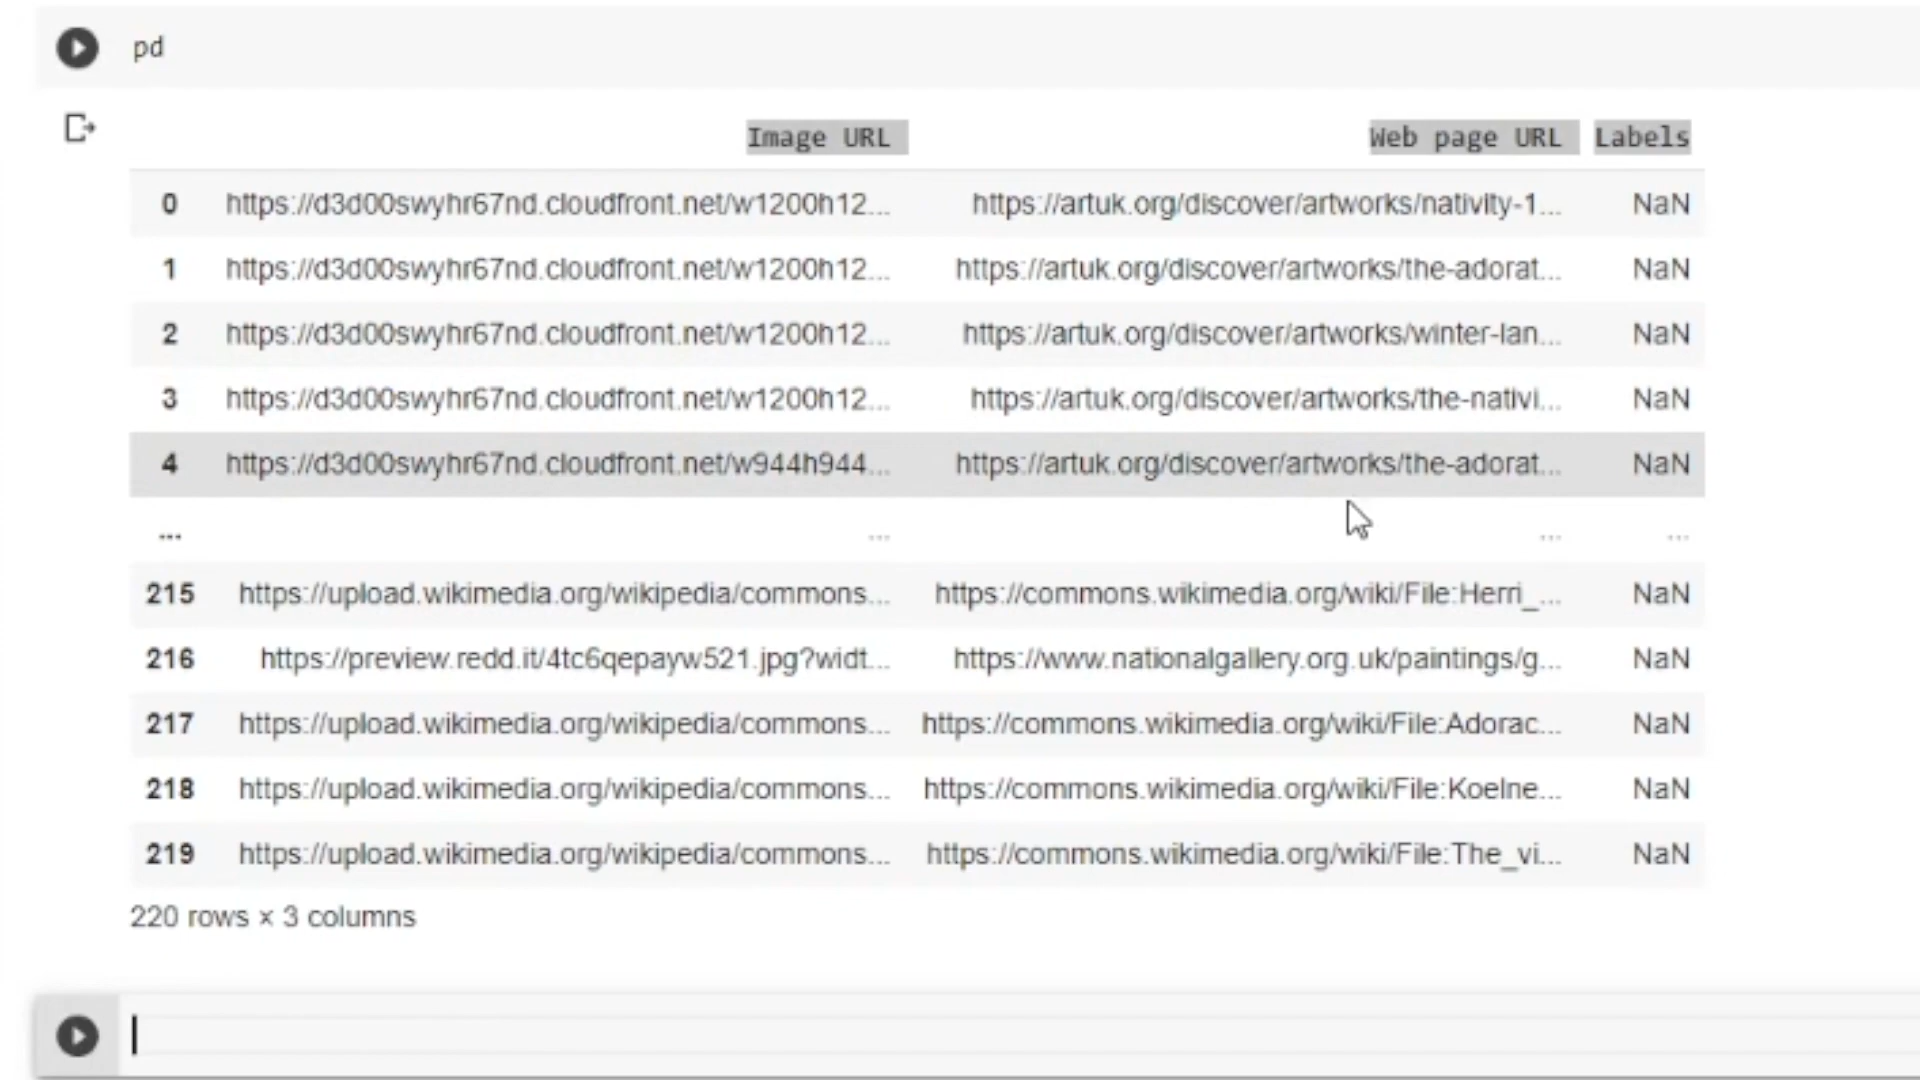 pd
Image URL Web page URL Labels
0 https://d3d00swyhr67nd.cloudfront.net/w1200h12... https://artuk.org/discover/artworks/nativity-1... NaN
1 https://d3d00swyhr67nd.cloudfront.net/w1200h12... https://artuk.org/discover/artworks/the-adorat... NaN
2 https://d3d00swyhr67nd.cloudfront.net/w1200h12... https://artuk.org/discover/artworks/winter-lan... NaN
3 https://d3d00swyhr67nd.cloudfront.net/w1200h12... https://artuk.org/discover/artworks/the-nativi... NaN
4 https://d3d00swyhr67nd.cloudfront.net/w944h944... https://artuk.org/discover/artworks/the-adorat... NaN
... ... ... ...
215 https://upload.wikimedia.org/wikipedia/commons... https://commons.wikimedia.org/wiki/File:Herri_... NaN
216 https://preview.redd.it/4tc6qepayw521.jpg?widt... https://www.nationalgallery.org.uk/paintings/g... NaN
217 https://upload.wikimedia.org/wikipedia/commons... https://commons.wikimedia.org/wiki/File:Adorac... NaN
218 https://upload.wikimedia.org/wikipedia/commons... https://commons.wikimedia.org/wiki/File:Koelne... NaN
219 https://upload.wikimedia.org/wikipedia/commons... https://commons.wikimedia.org/wiki/File:The_vi... NaN
220 rows × 3 columns